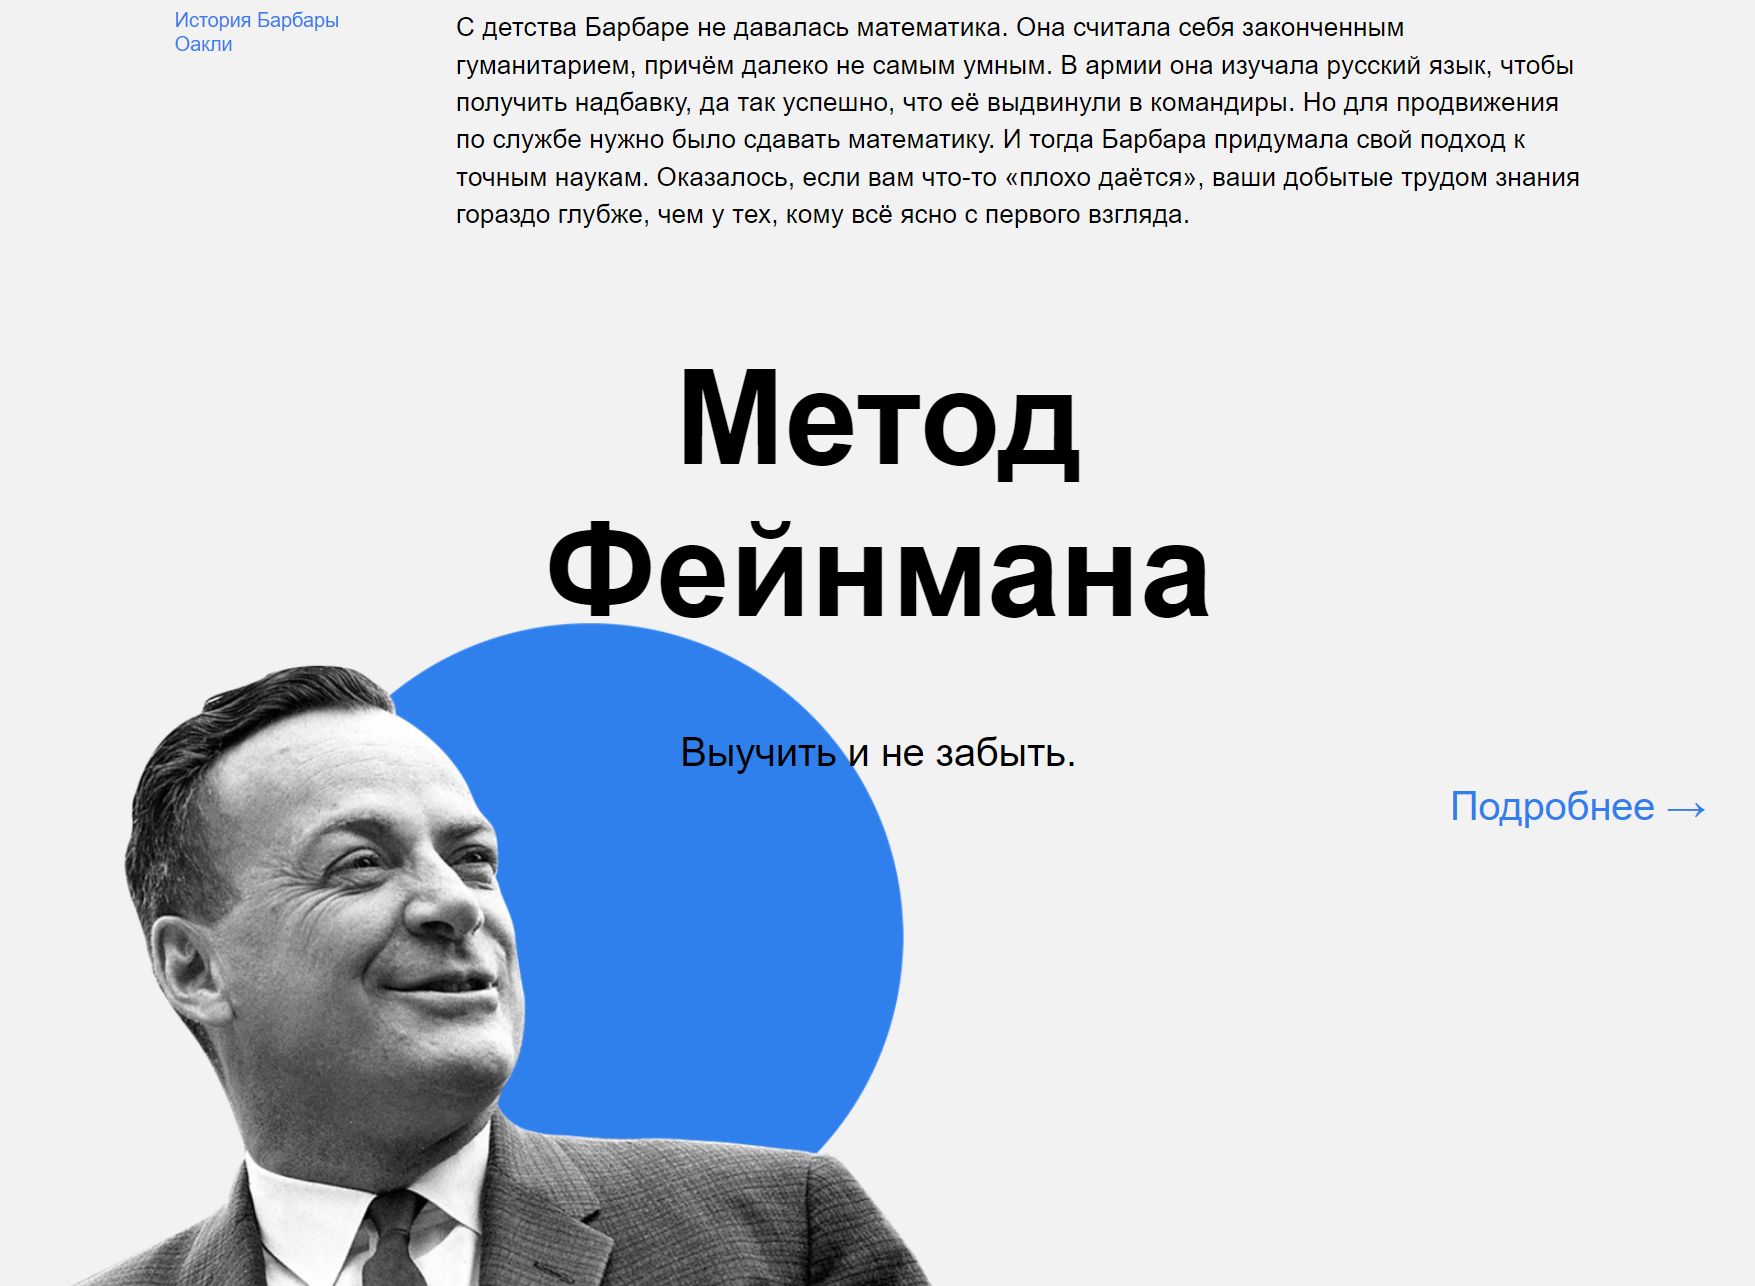 История Барбары
Оакли
С детства Барбаре не давалась математика. Она считала себя законченным
гуманитарием, причём далеко не самым умным. В армии она изучала русский язык, чтобы
получить надбавку, да так успешно, что её выдвинули в командиры. Но для продвижения
по службе нужно было сдавать математику. И тогда Барбара придумала свой подход к
точным наукам. Оказалось, если вам что-то «плохо даётся», ваши добытые трудом знания
гораздо глубже, чем у тех, кому всё ясно с первого взгляда.
Метод
Фейнмана
Выучить и не забыть.
Подробнее →